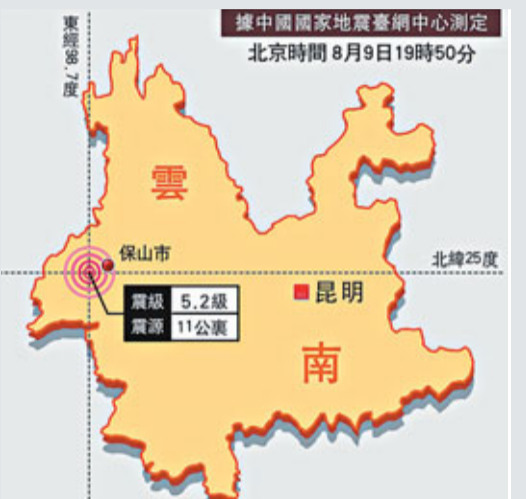 據中國國家地震臺網中心測定
北京時間8月9日19時50分
東經98.7度
雲
保山市
北緯25度
震級 5.2級
震源 11公裏
昆明
南